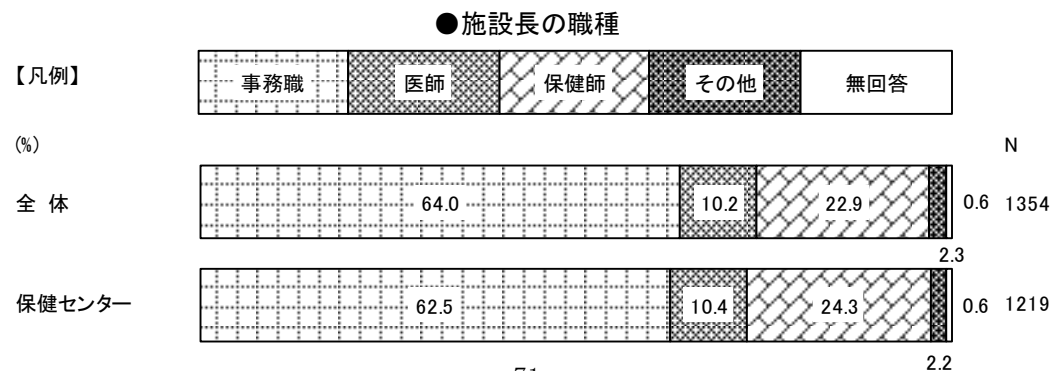 ●施設長の職種
【凡例】 事務職 医師 保健師 その他 無回答
(%) N
全 体 64.0 10.2 22.9 0.6 1354
2.3
保健センター 62.5 10.4 24.3 0.6 1219
2.2